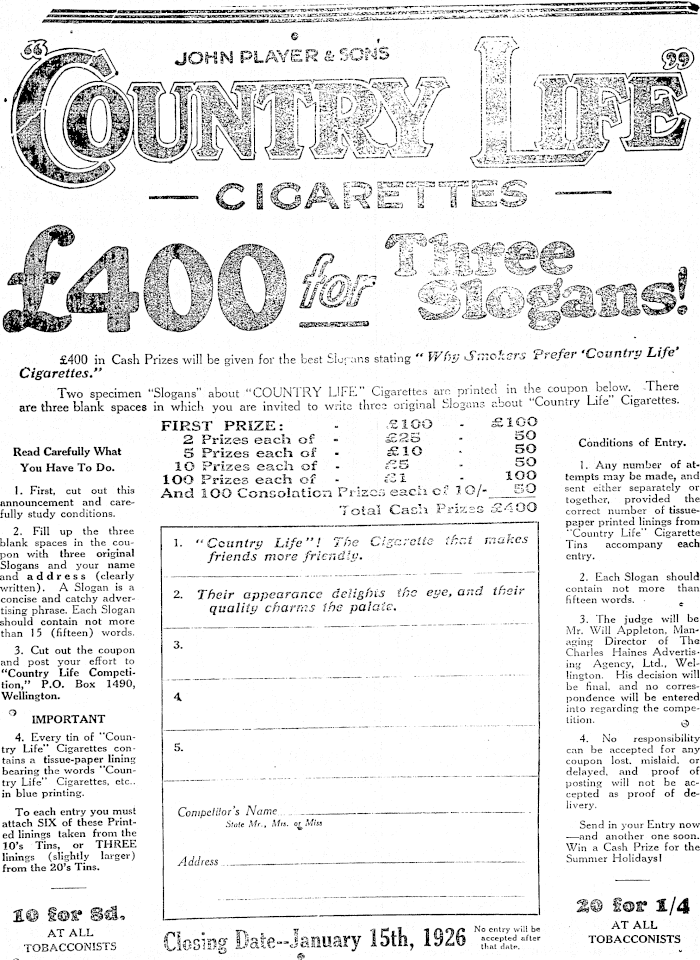 JOHN PLAYER & SON'S
"COUNTRY LIFE"
CIGARETTES
£400 for Three
Slogans!
£400 in Cash Prizes will be given for the best Slogans stating "Why Smokers Prefer 'Country Life'
Cigarettes."
Two specimen "Slogans" about "COUNTRY LIFE" Cigarettes are printed in the coupon below. There
are three blank spaces in which you are invited to write three original Slogans about "Country Life" Cigarettes.
Read Carefully What
You Have To Do.
1. First, cut out this
announcement and care-
fully study conditions.
2. Fill up the three
blank spaces in the cou-
pon with three original
Slogans and your name
and address (clearly
written). A Slogan is a
concise and catchy adver-
tising phrase. Each Slogan
should contain not more
than 15 (fifteen) words.
3. Cut out the coupon
and post your effort to
"Country Life Competi-
tion," P.O. Box 1490,
Wellington.
IMPORTANT
4. Every tin of "Coun-
try Life" Cigarettes con-
tains a tissue-paper lining
bearing the words "Coun-
try Life" Cigarettes, etc..
in blue printing.
To each entry you must
attach SIX of these Print-
ed linings taken from the
10's Tins, or THREE
linings (slightly larger)
from the 20's Tins.
10 for 8d.
AT ALL
TOBACCONISTS
FIRST PRIZE: - £100 - £100
2 Prizes each of - £25 - 50
5 Prizes each of - £10 - 50
10 Prizes each of - £5 - 50
100 Prizes each of - £1 - 100
And 100 Consolation Prizes each of 10/- 50
Total Cash Prizes £400
1. "Country Life"! The Cigarette that makes
friends more friendly.
2. Their appearance delights the eye, and their
quality charms the palate.
3.
4.
5.
Competitor's Name
State Mr., Mrs. or Miss
Address
Closing Date--January 15th, 1926
No entry will be
accepted after
that date.
Conditions of Entry.
1. Any number of at-
tempts may be made, and
sent either separately or
together, provided the
correct number of tissue-
paper printed linings from
"Country Life" Cigarette
Tins accompany each
entry.
2. Each Slogan should
contain not more than
fifteen words.
3. The judge will be
Mr. Will Appleton, Man-
aging Director of The
Charles Haines Advertis-
ing Agency, Ltd., Wel-
lington. His decision will
be final, and no corres-
pondence will be entered
into regarding the compe-
tition.
4. No responsibility
can be accepted for any
coupon lost, mislaid, or
delayed, and proof of
posting will not be ac-
cepted as proof of de-
livery.
Send in your Entry now
—and another one soon.
Win a Cash Prize for the
Summer Holidays!
20 for 1/4
AT ALL
TOBACCONISTS